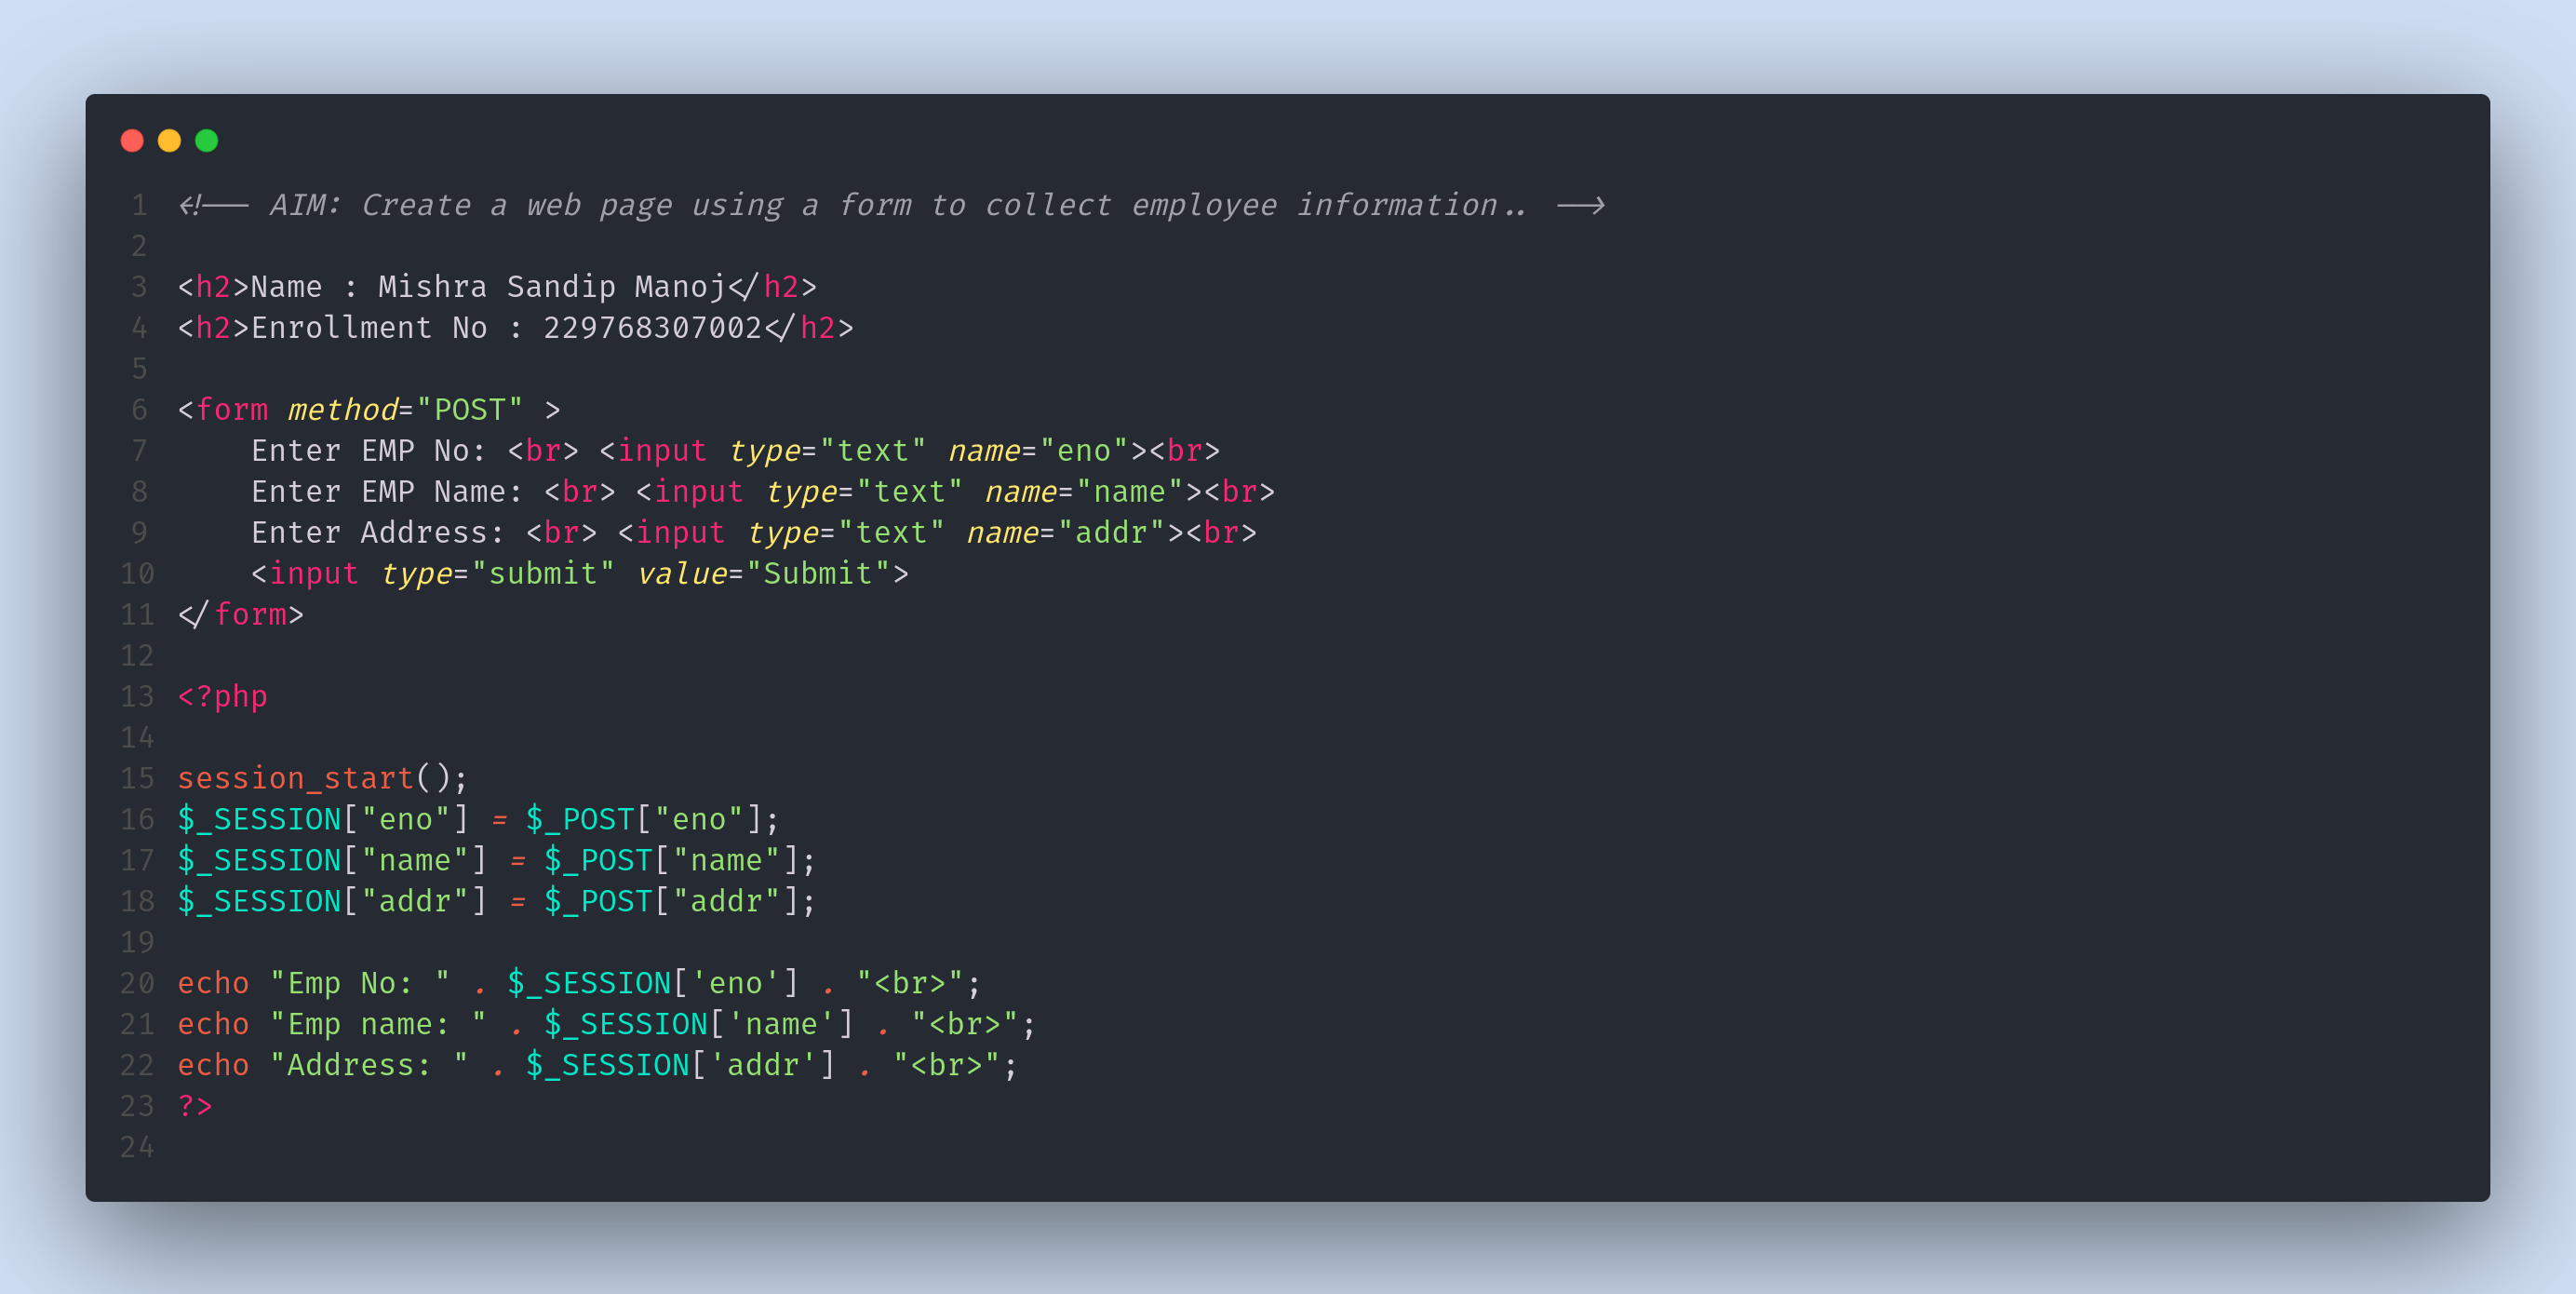 1 <!-- AIM: Create a web page using a form to collect employee information.. -->
2
3 <h2>Name : Mishra Sandip Manoj</h2>
4 <h2>Enrollment No : 229768307002</h2>
5
6 <form method="POST" >
7     Enter EMP No: <br> <input type="text" name="eno"><br>
8     Enter EMP Name: <br> <input type="text" name="name"><br>
9     Enter Address: <br> <input type="text" name="addr"><br>
10     <input type="submit" value="Submit">
11 </form>
12
13 <?php
14
15 session_start();
16 $_SESSION["eno"] = $_POST["eno"];
17 $_SESSION["name"] = $_POST["name"];
18 $_SESSION["addr"] = $_POST["addr"];
19
20 echo "Emp No: " . $_SESSION['eno'] . "<br>";
21 echo "Emp name: " . $_SESSION['name'] . "<br>";
22 echo "Address: " . $_SESSION['addr'] . "<br>";
23 ?>
24